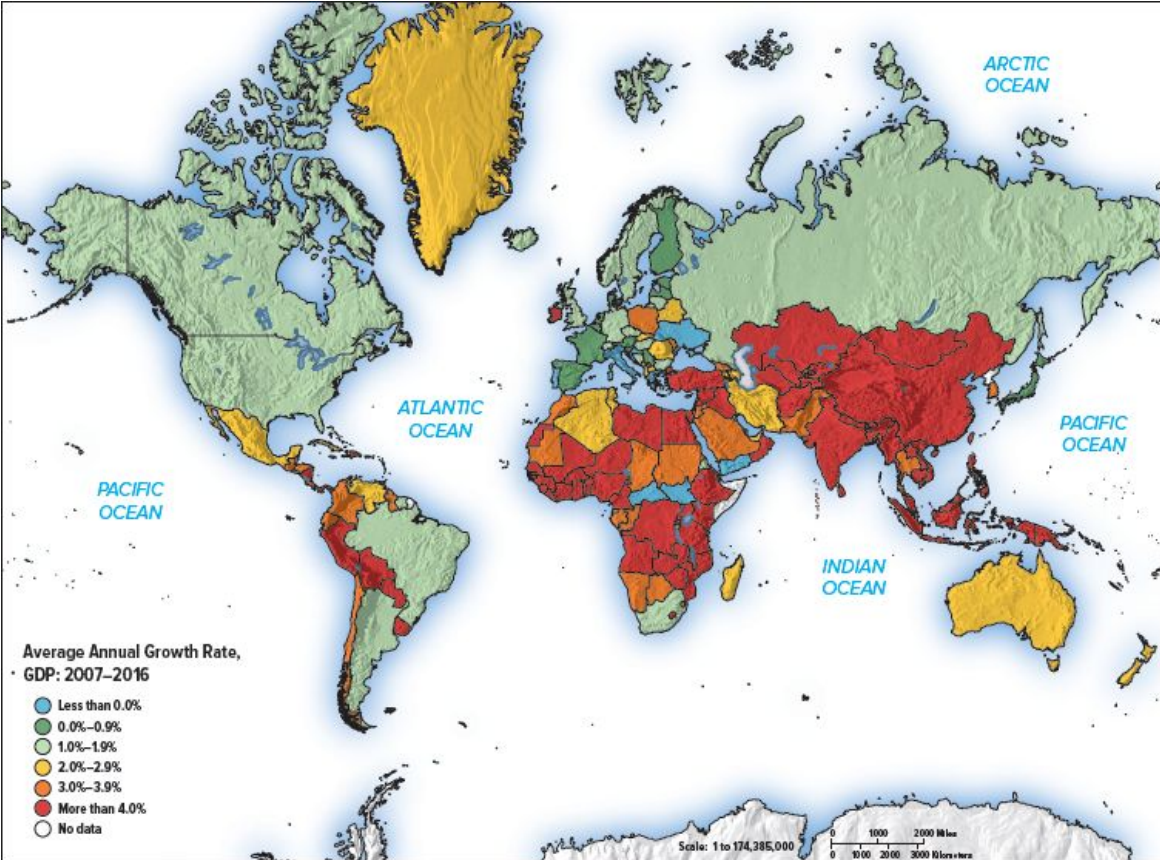 ARCTIC
OCEAN
ATLANTIC
OCEAN
PACIFIC
OCEAN
PACIFIC
OCEAN
INDIAN
OCEAN
Average Annual Growth Rate,
GDP: 2007–2016
Less than 0.0%
0.0%–0.9%
1.0%–1.9%
2.0%–2.9%
3.0%–3.9%
More than 4.0%
No data
Scale: 1 to 174,385,000
0 1000 2000 Miles
0 1000 2000 3000 Kilometers